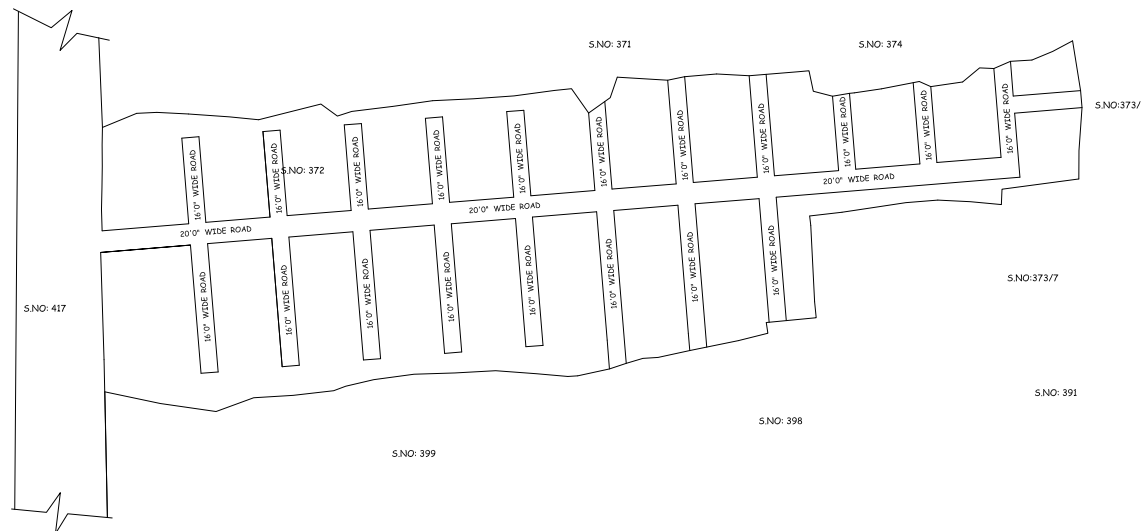 S.NO: 371
S.NO: 374
S.NO:373/
S.NO: 372
16'0" WIDE ROAD
16'0" WIDE ROAD
16'0" WIDE ROAD
16'0" WIDE ROAD
16'0" WIDE ROAD
16'0" WIDE ROAD
16'0" WIDE ROAD
16'0" WIDE ROAD
16'0" WIDE ROAD
16'0" WIDE ROAD
16'0" WIDE ROAD
20'0" WIDE ROAD
20'0" WIDE ROAD
20'0" WIDE ROAD
16'0" WIDE ROAD
16'0" WIDE ROAD
16'0" WIDE ROAD
16'0" WIDE ROAD
16'0" WIDE ROAD
16'0" WIDE ROAD
16'0" WIDE ROAD
16'0" WIDE ROAD
S.NO:373/7
S.NO: 417
S.NO: 391
S.NO: 398
S.NO: 399